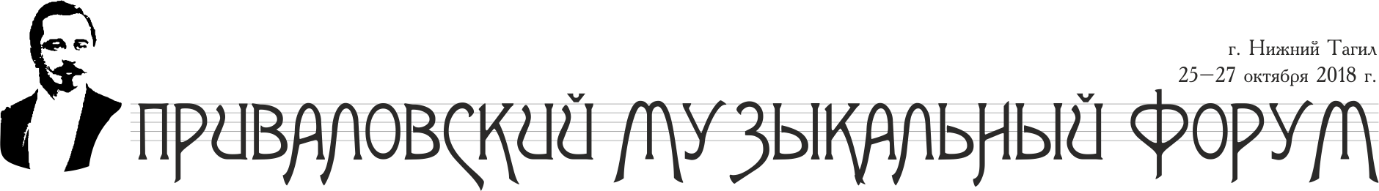 г. Нижний Тагил
25—27 октября 2018 г.
ПРИВАЛОВСКИЙ МУЗЫКАЛЬНЫЙ ФОРУМ